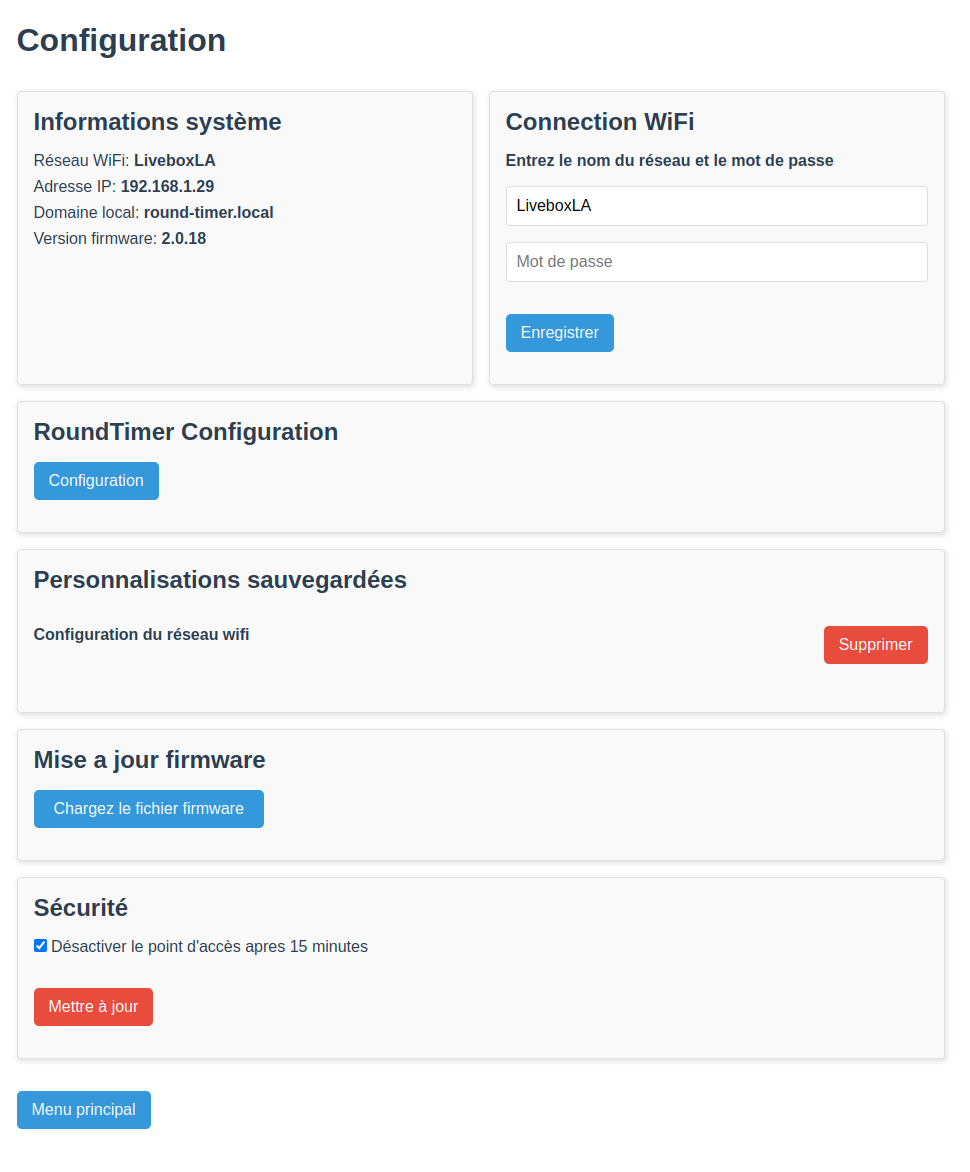 Configuration
Informations système
Réseau WiFi: LiveboxLA
Adresse IP: 192.168.1.29
Domaine local: round-timer.local
Version firmware: 2.0.18
Connection WiFi
Entrez le nom du réseau et le mot de passe
LiveboxLA
Mot de passe
Enregistrer
RoundTimer Configuration
Configuration
Personnalisations sauvegardées
Configuration du réseau wifi
Supprimer
Mise a jour firmware
Chargez le fichier firmware
Sécurité
Désactiver le point d'accès apres 15 minutes
Mettre à jour
Menu principal